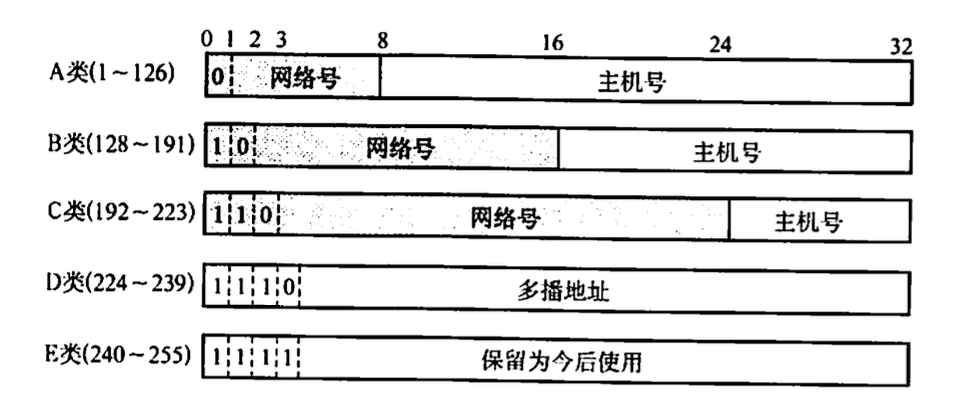 0 1 2 3 8 16 24 32
A类(1~126) 0 网络号 主机号
B类(128~191) 1 0 网络号 主机号
C类(192~223) 1 1 0 网络号 主机号
D类(224~239) 1 1 1 0 多播地址
E类(240~255) 1 1 1 1 保留为今后使用